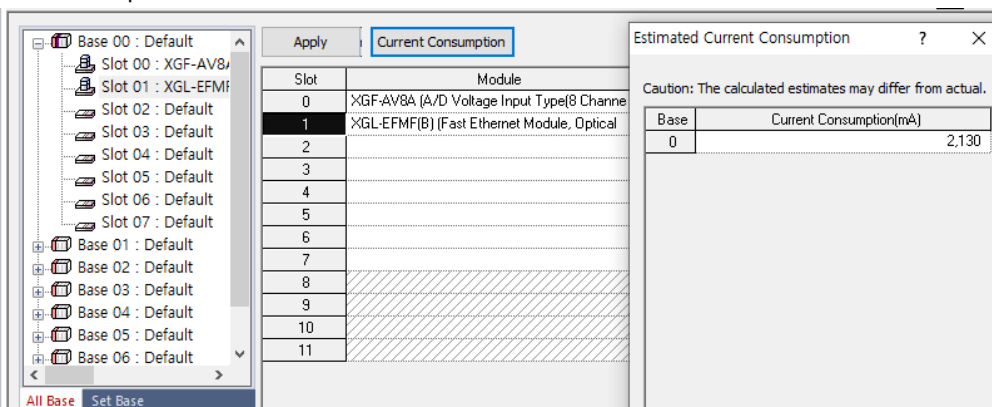 Base 00 : Default
Slot 00 : XGF-AV8
Slot 01 : XGL-EFMF
Slot 02 : Default
Slot 03 : Default
Slot 04 : Default
Slot 05 : Default
Slot 06 : Default
Slot 07 : Default
Base 01 : Default
Base 02 : Default
Base 03 : Default
Base 04 : Default
Base 05 : Default
Base 06 : Default
All Base Set Base
Apply Current Consumption
Slot Module
0 XGF-AV8A (A/D Voltage Input Type(8 Channe
1 XGL-EFMF(B) (Fast Ethernet Module, Optical
2
3
4
5
6
7
8
9
10
11
Estimated Current Consumption ? ×
Caution: The calculated estimates may differ from actual.
Base Current Consumption(mA)
0 2,130